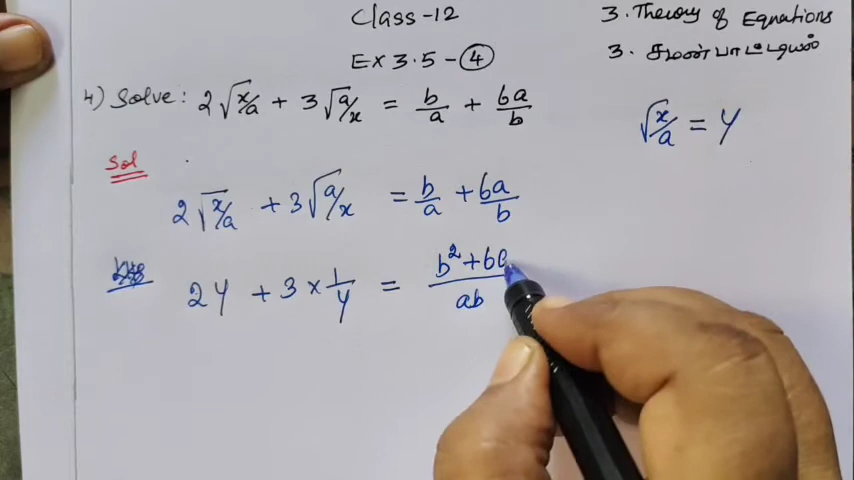 Class-12
3. Theory of Equations
EX 3.5 - ④
3. சமன்பாட்டியல்
4) Solve: 2√x/a + 3√a/x = b/a + 6a/b
√x/a = y
Sol
2√x/a + 3√a/x = b/a + 6a/b
2y + 3 × 1/y = b² + 6a / ab